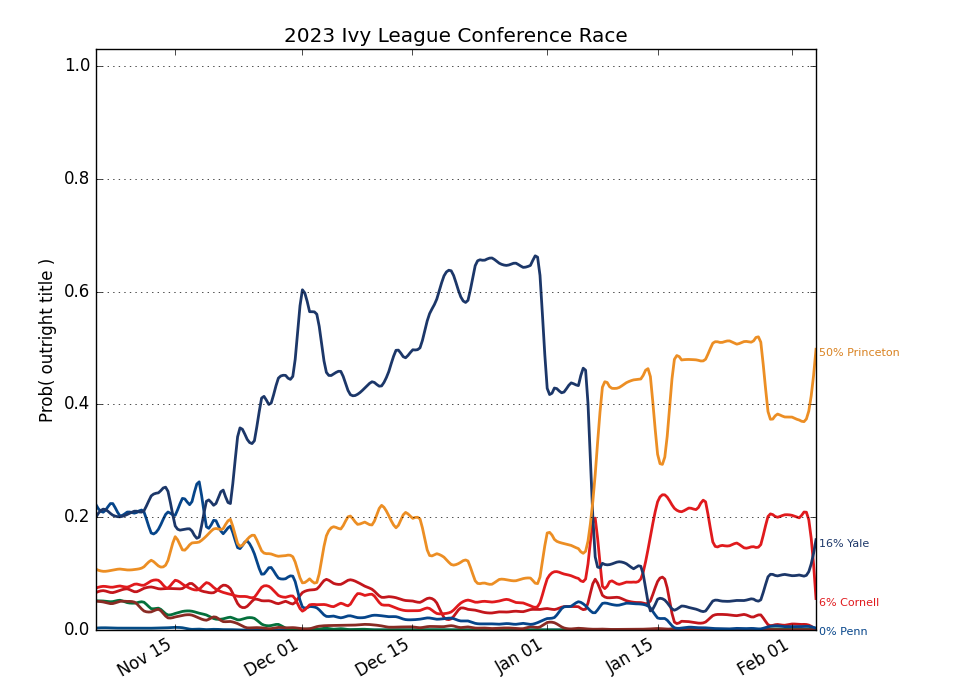 2023 Ivy League Conference Race
Prob( outright title )
1.0
0.8
0.6
0.4
0.2
0.0
Nov 15
Dec 01
Dec 15
Jan 01
Jan 15
Feb 01
50% Princeton
16% Yale
6% Cornell
0% Penn